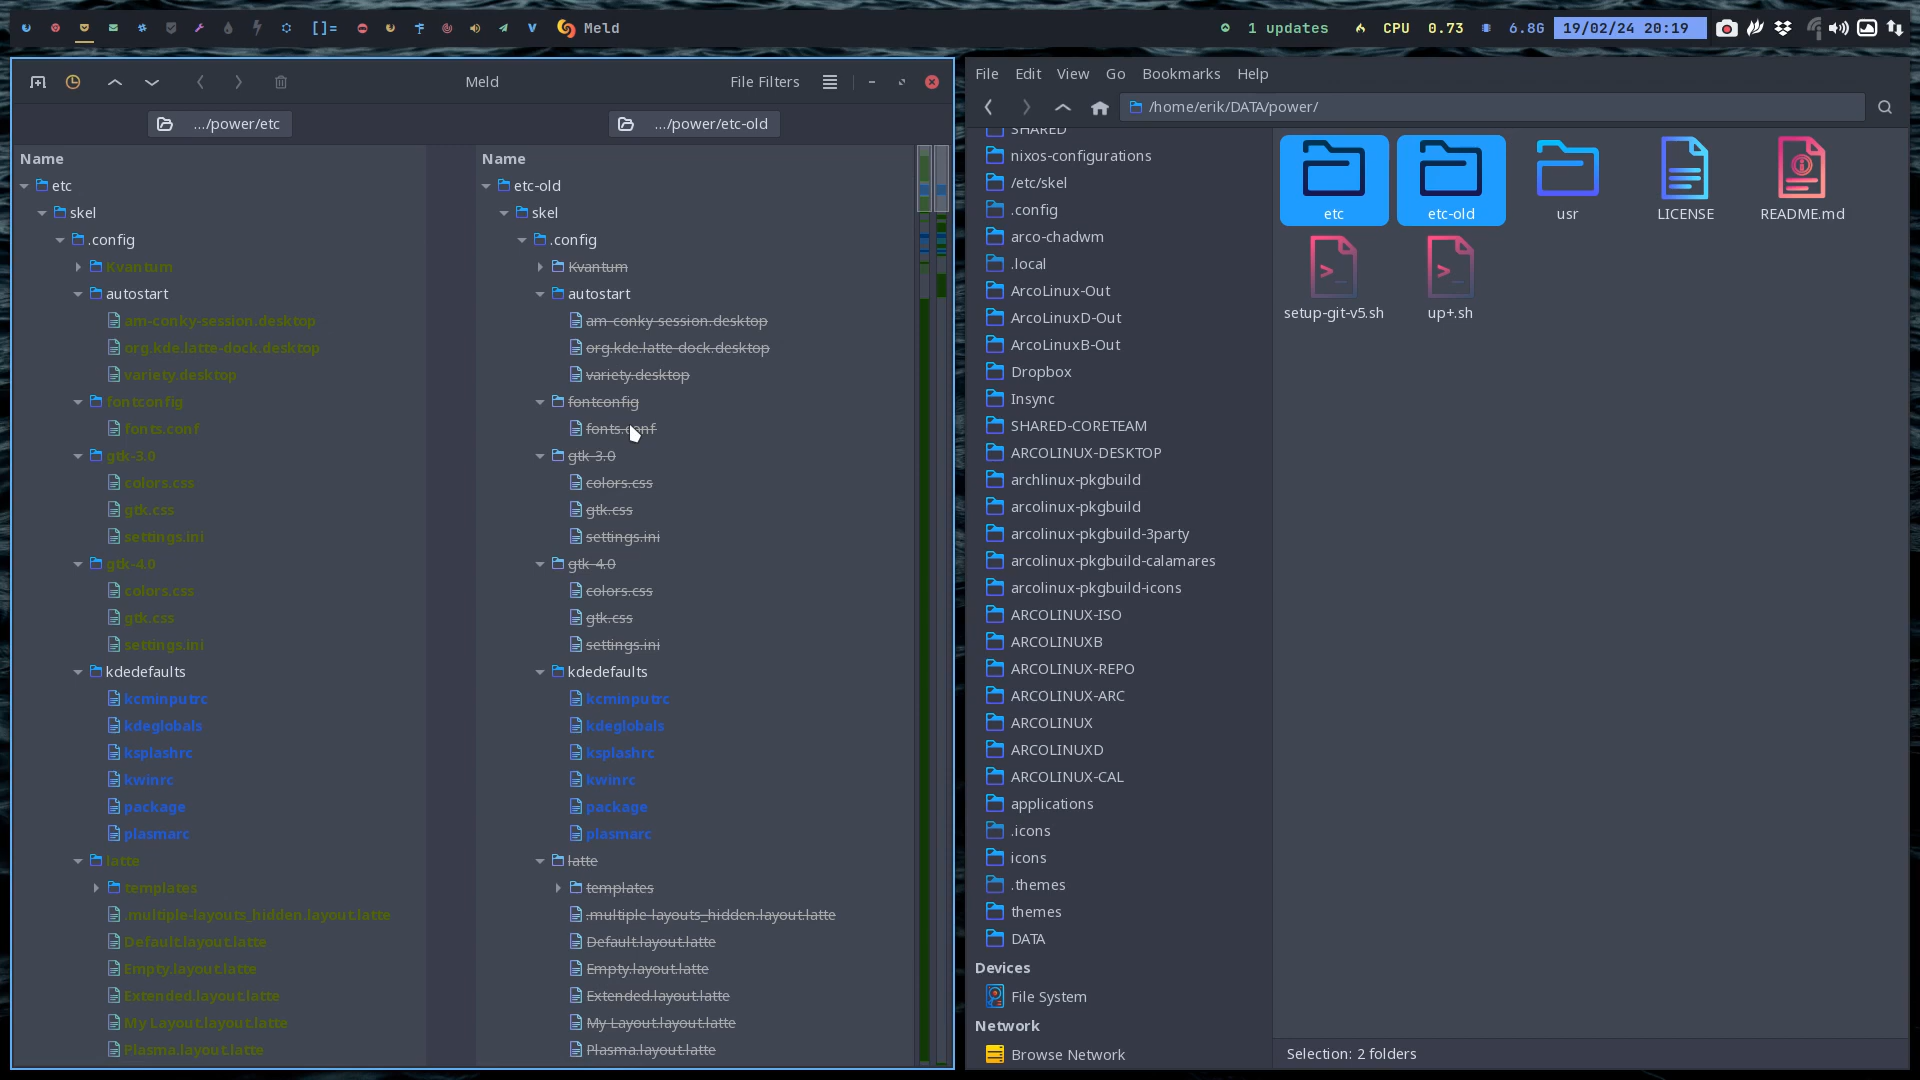 []= Meld 1 updates CPU 0.73 6.8G 19/02/24 20:19
Meld File Filters
.../power/etc .../power/etc-old
Name Name
etc etc-old
skel skel
.config .config
Kvantum Kvantum
autostart autostart
am-conky-session.desktop am-conky-session.desktop
org.kde.latte-dock.desktop org.kde.latte-dock.desktop
variety.desktop variety.desktop
fontconfig fontconfig
fonts.conf fonts.conf
gtk-3.0 gtk-3.0
colors.css colors.css
gtk.css gtk.css
settings.ini settings.ini
gtk-4.0 gtk-4.0
colors.css colors.css
gtk.css gtk.css
settings.ini settings.ini
kdedefaults kdedefaults
kcminputrc kcminputrc
kdeglobals kdeglobals
ksplashrc ksplashrc
kwinrc kwinrc
package package
plasmarc plasmarc
latte latte
templates templates
.multiple-layouts_hidden.layout.latte .multiple-layouts_hidden.layout.latte
Default.layout.latte Default.layout.latte
Empty.layout.latte Empty.layout.latte
Extended.layout.latte Extended.layout.latte
My Layout.layout.latte My Layout.layout.latte
Plasma.layout.latte Plasma.layout.latte
File Edit View Go Bookmarks Help
/home/erik/DATA/power/
SHARED
nixos-configurations
/etc/skel
.config
arco-chadwm
.local
ArcoLinux-Out
ArcoLinuxD-Out
ArcoLinuxB-Out
Dropbox
Insync
SHARED-CORETEAM
ARCOLINUX-DESKTOP
archlinux-pkgbuild
arcolinux-pkgbuild
arcolinux-pkgbuild-3party
arcolinux-pkgbuild-calamares
arcolinux-pkgbuild-icons
ARCOLINUX-ISO
ARCOLINUXB
ARCOLINUX-REPO
ARCOLINUX-ARC
ARCOLINUX
ARCOLINUXD
ARCOLINUX-CAL
applications
.icons
icons
.themes
themes
DATA
Devices
File System
Network
Browse Network
etc etc-old usr LICENSE README.md
setup-git-v5.sh up+.sh
Selection: 2 folders